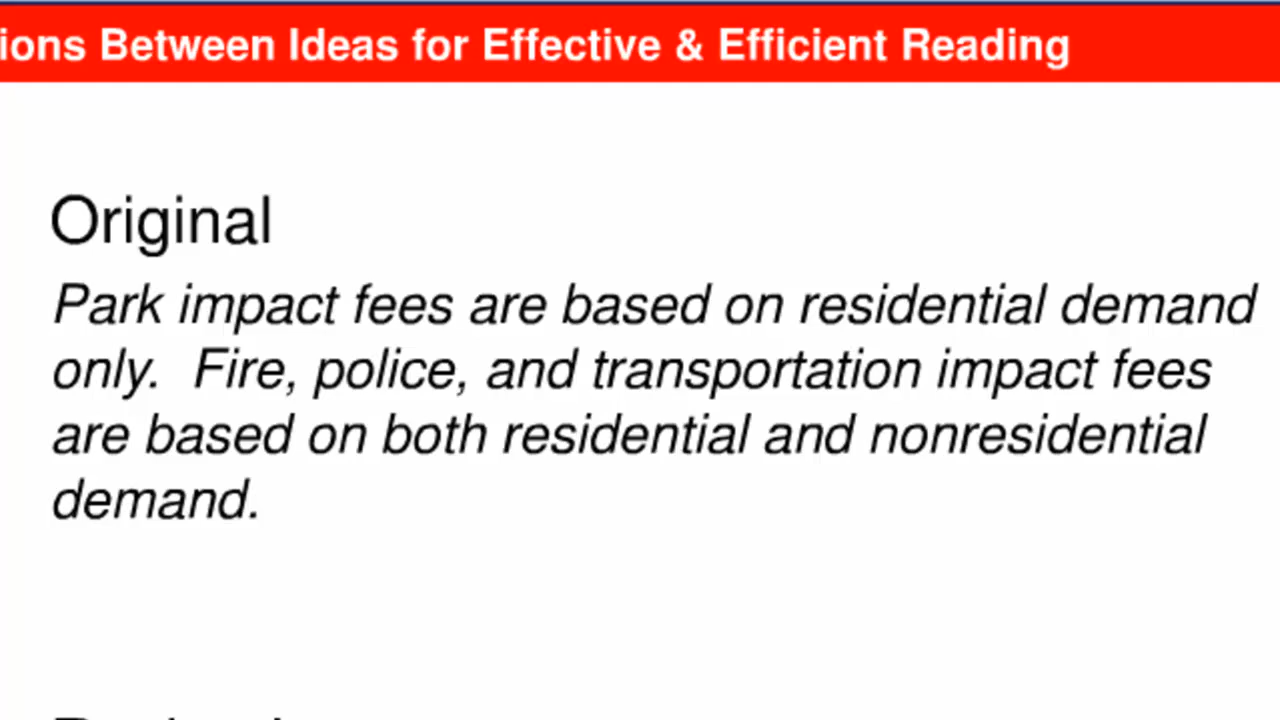 Between Ideas for Effective & Efficient Reading
Original
Park impact fees are based on residential demand
only.  Fire, police, and transportation impact fees
are based on both residential and nonresidential
demand.